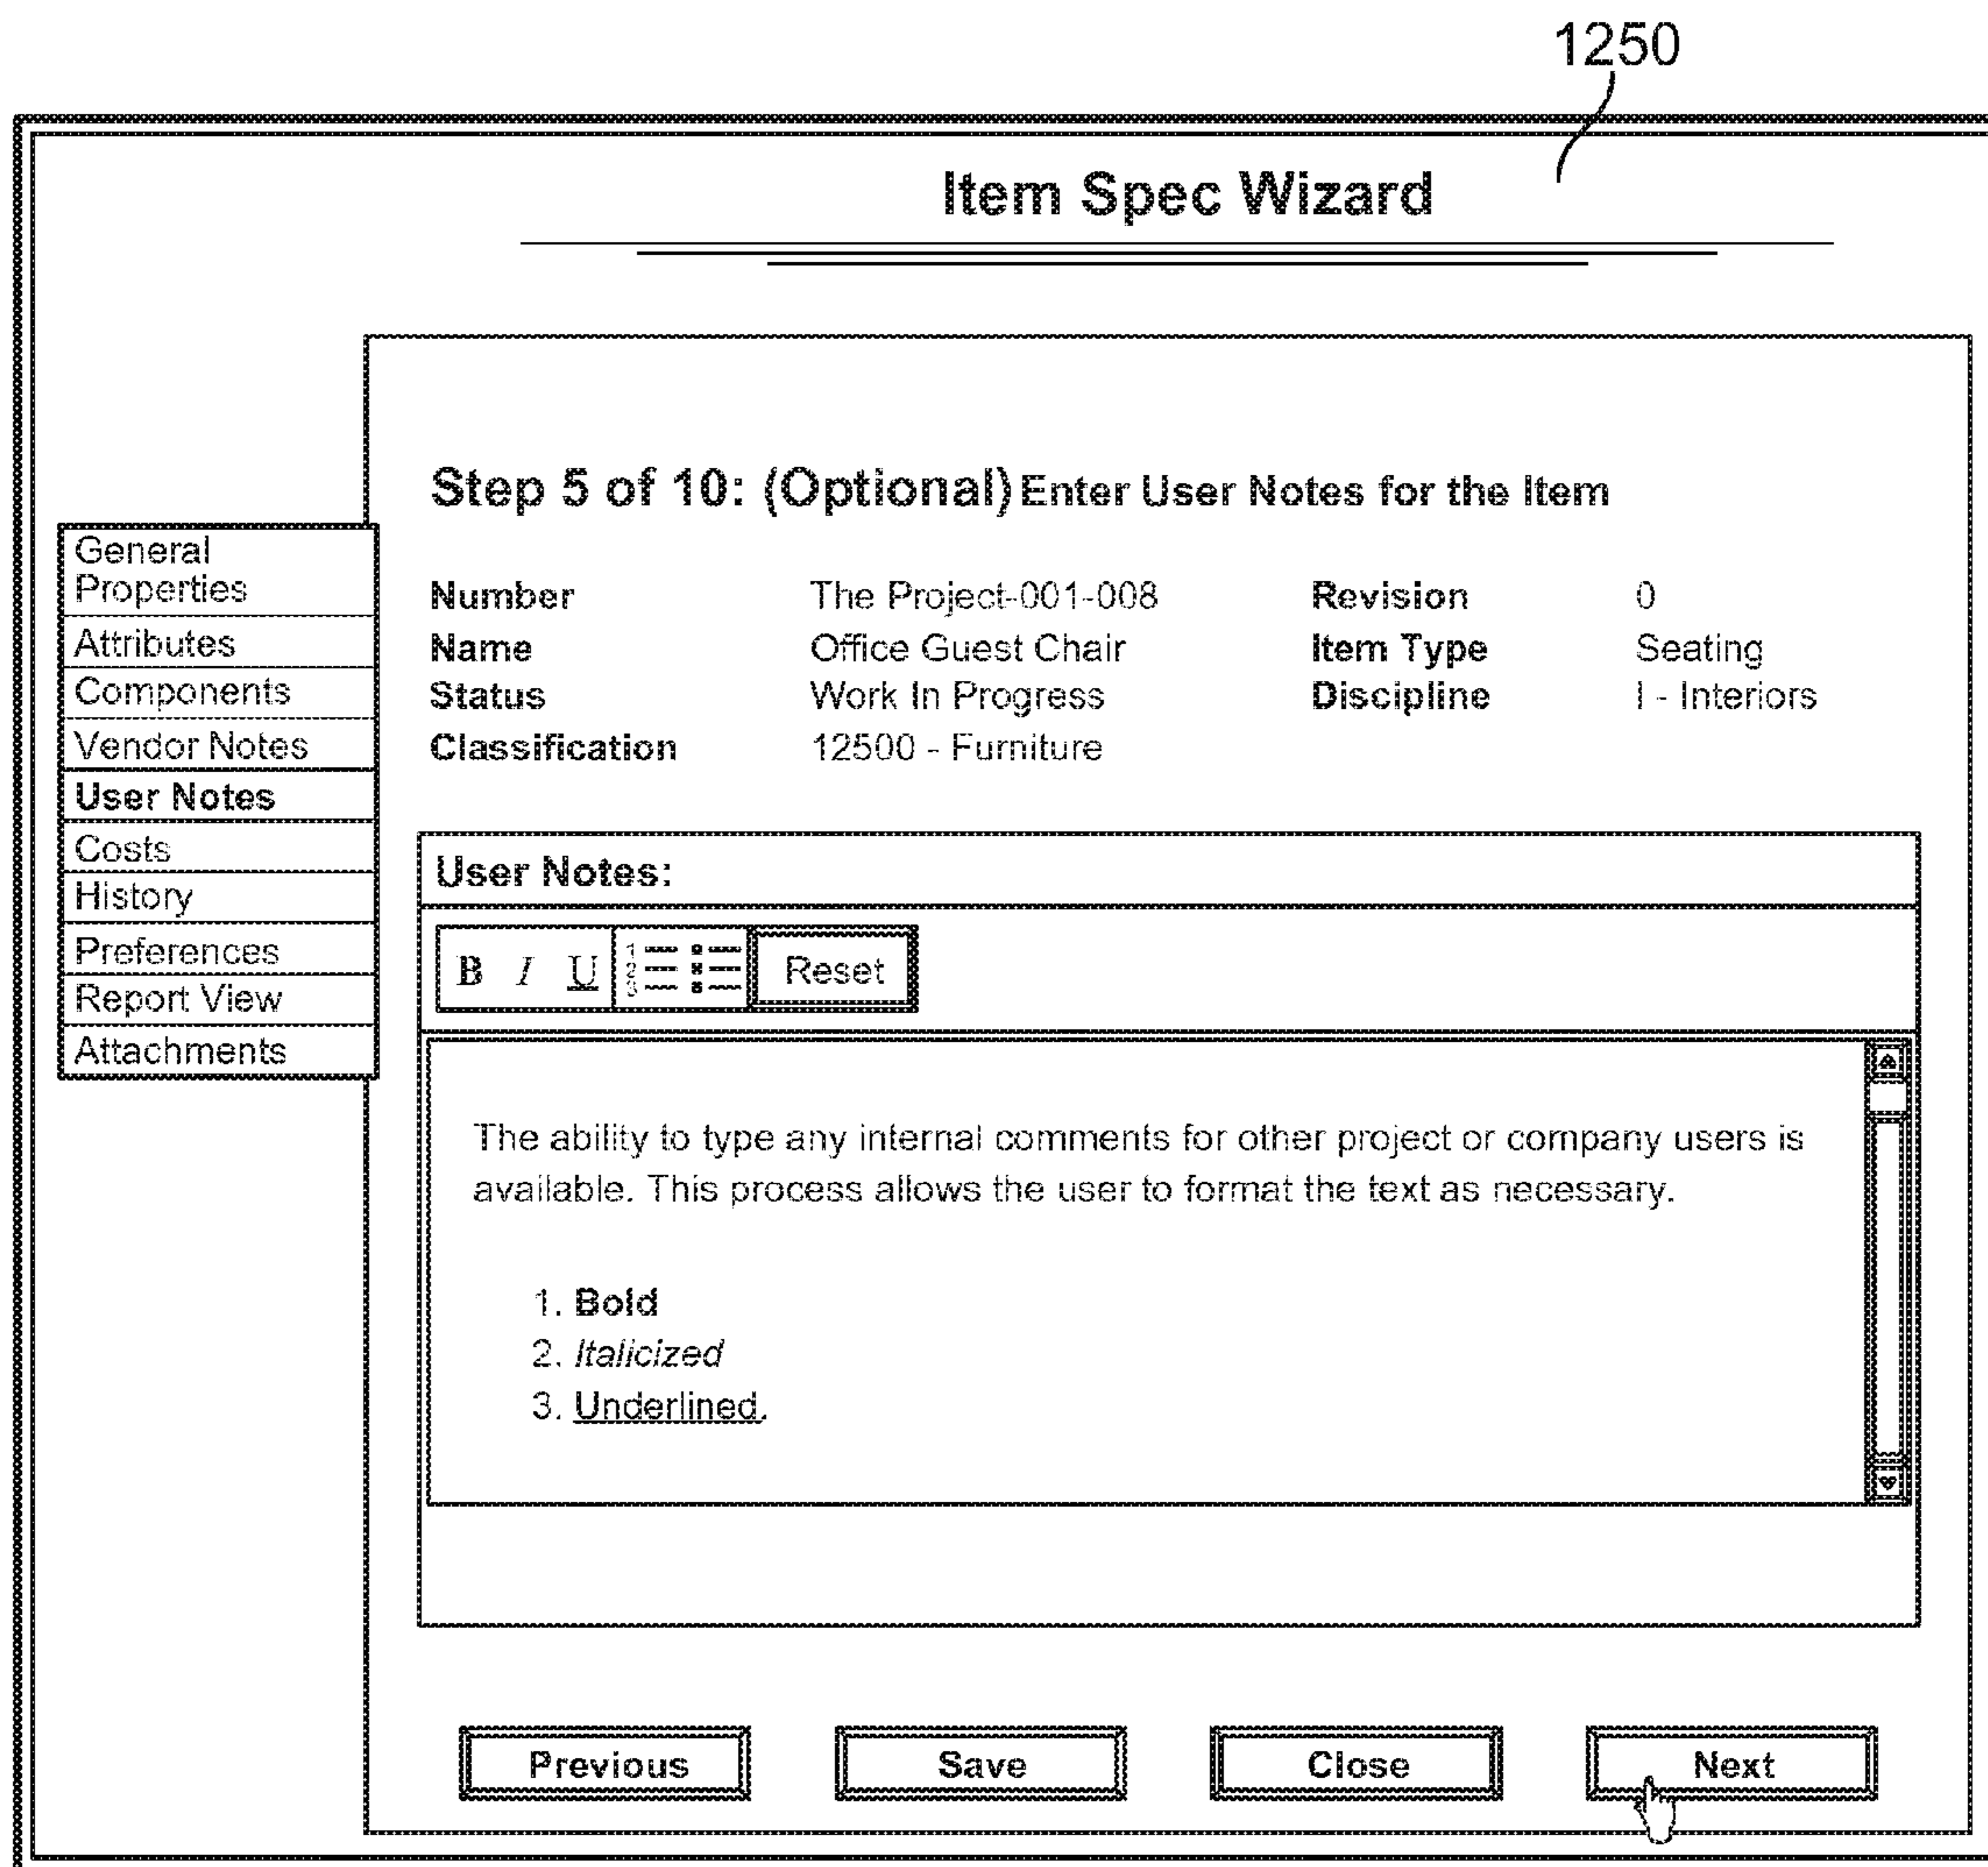 1250
Item Spec Wizard
Step 5 of 10: (Optional) Enter User Notes for the Item
General
Properties
Attributes
Components
Vendor Notes
User Notes
Costs
History
Preferences
Report View
Attachments
Number The Project-001-008 Revision 0
Name Office Guest Chair Item Type Seating
Status Work In Progress Discipline I - Interiors
Classification 12500 - Furniture
User Notes:
B I U 1 2 3 Reset
The ability to type any internal comments for other project or company users is
available. This process allows the user to format the text as necessary.
1. Bold
2. Italicized
3. Underlined.
Previous Save Close Next